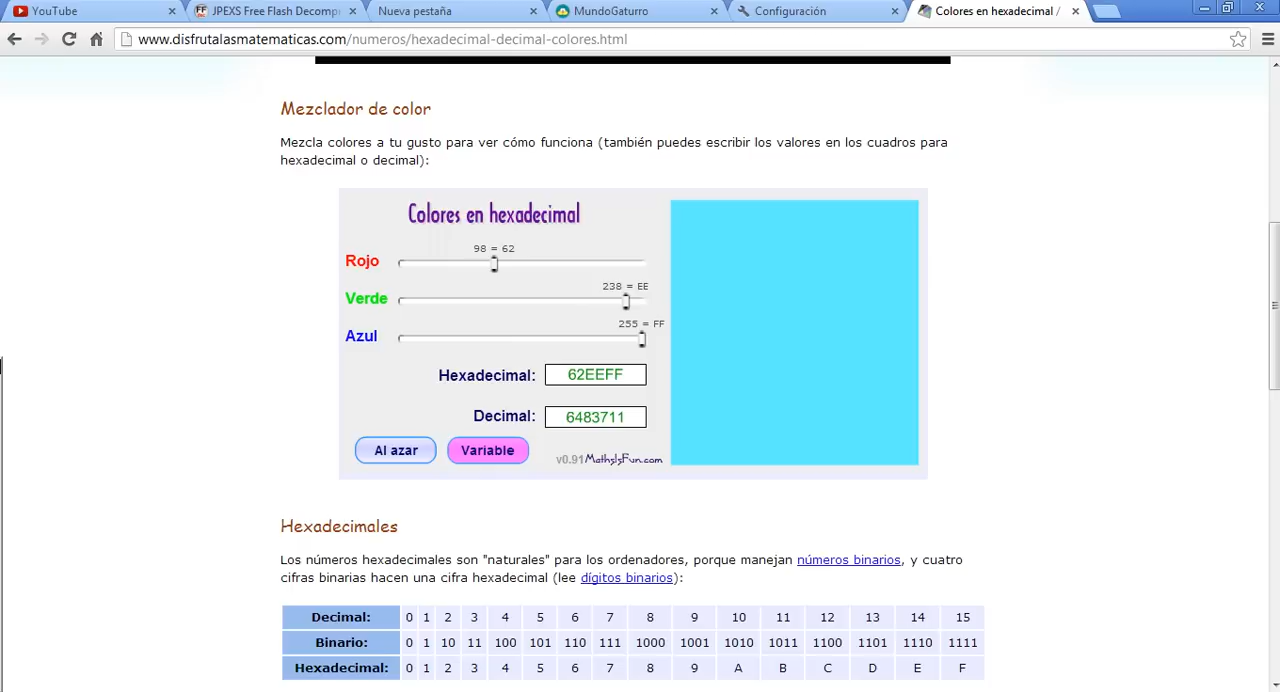 YouTube
JPEXS Free Flash Decomp
Nueva pestaña
MundoGaturro
Configuración
Colores en hexadecimal /
www.disfrutalasmatematicas.com/numeros/hexadecimal-decimal-colores.html
Mezclador de color
Mezcla colores a tu gusto para ver cómo funciona (también puedes escribir los valores en los cuadros para
hexadecimal o decimal):
Colores en hexadecimal
98 = 62
Rojo
238 = EE
Verde
255 = FF
Azul
Hexadecimal: 62EEFF
Decimal: 6483711
Al azar Variable v0.91 MathsIsFun.com
Hexadecimales
Los números hexadecimales son "naturales" para los ordenadores, porque manejan números binarios, y cuatro
cifras binarias hacen una cifra hexadecimal (lee dígitos binarios):
Decimal: 0 1 2 3 4 5 6 7 8 9 10 11 12 13 14 15
Binario: 0 1 10 11 100 101 110 111 1000 1001 1010 1011 1100 1101 1110 1111
Hexadecimal: 0 1 2 3 4 5 6 7 8 9 A B C D E F